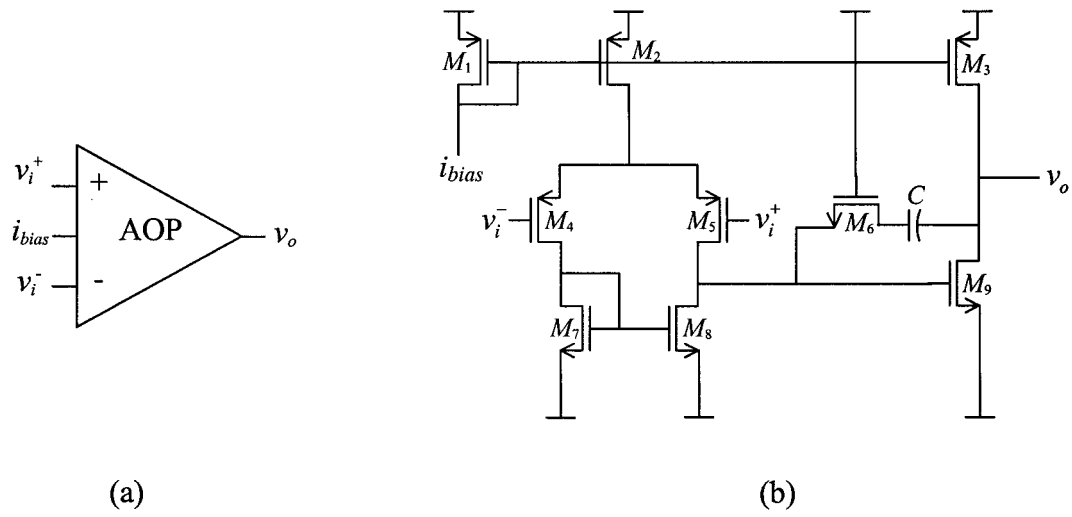 v_i^+
+
i_bias
AOP
v_o
v_i^-
-
(a)
M_1
M_2
M_3
i_bias
v_i^-
M_4
M_5
v_i^+
M_6
C
v_o
M_7
M_8
M_9
(b)